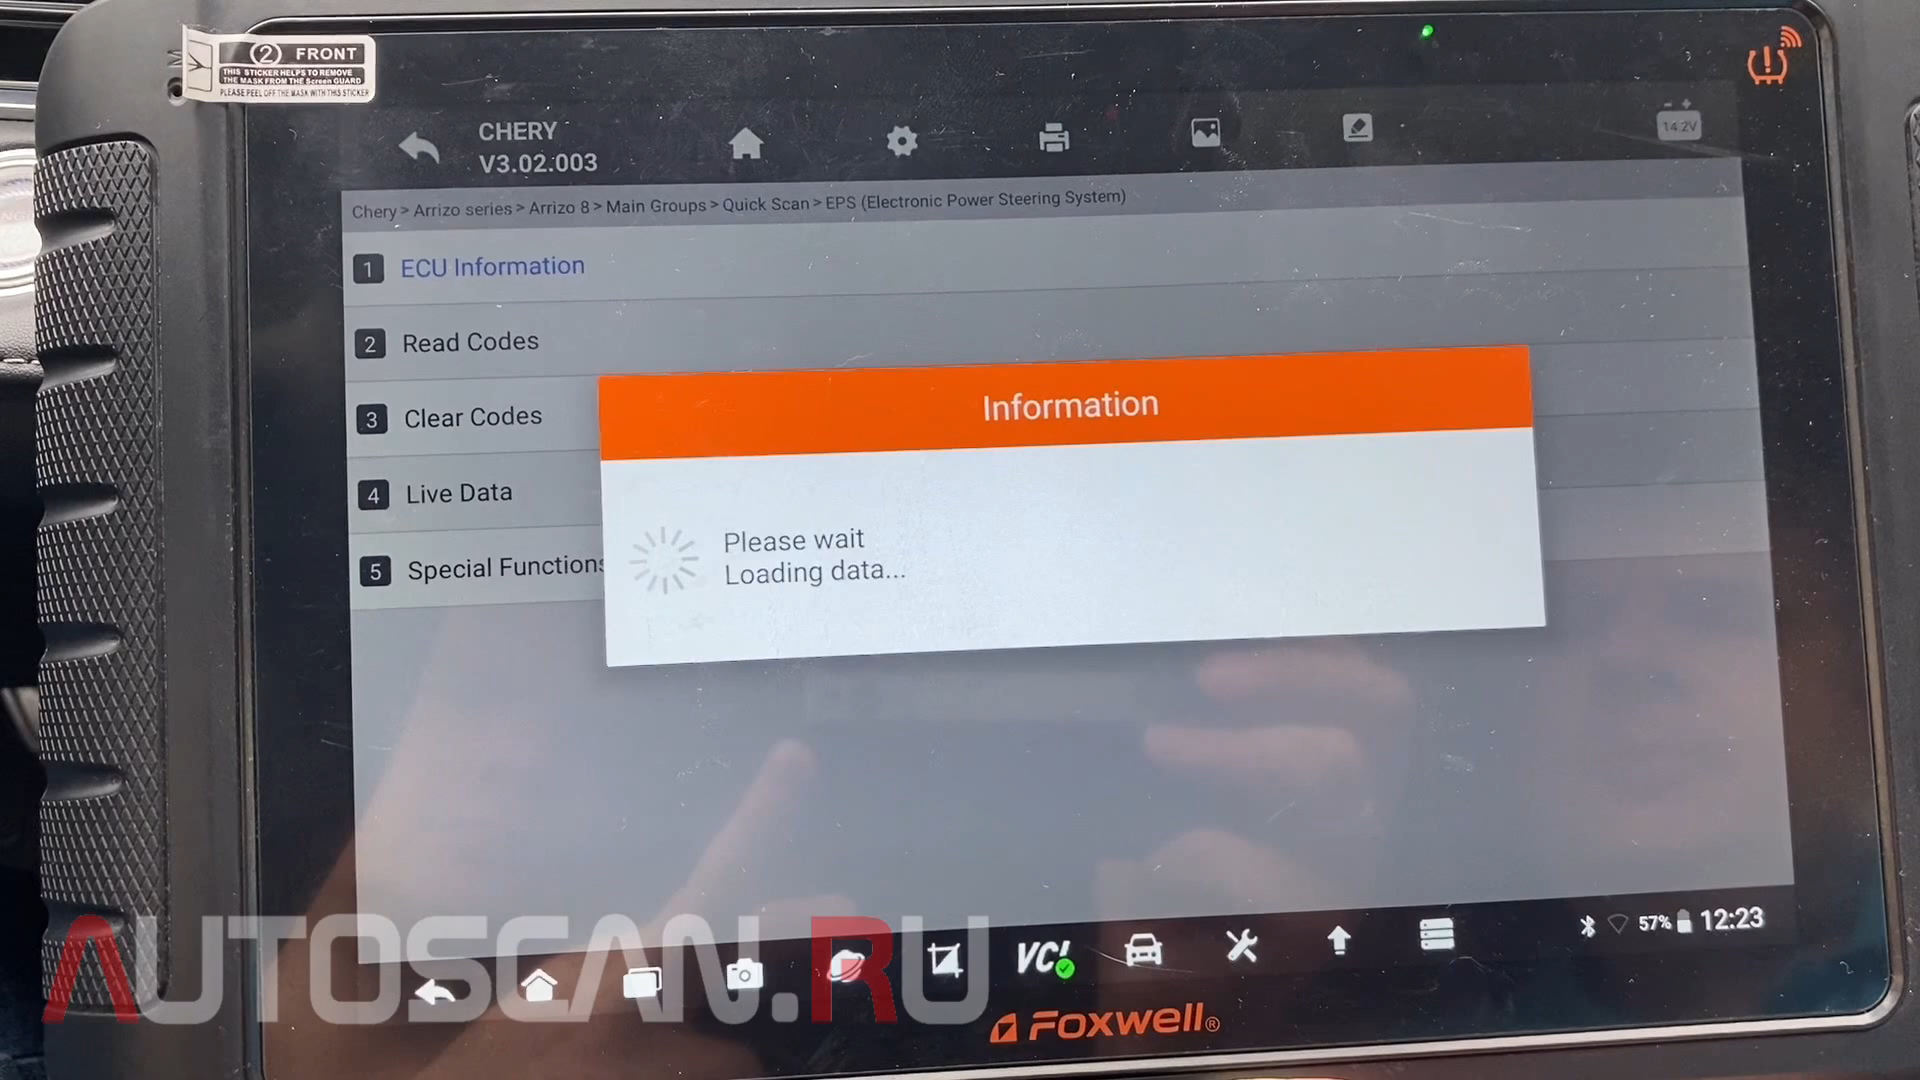 2 FRONT
THIS STICKER HELPS TO REMOVE
THE MASK FROM THE Screen GUARD
PLEASE PEEL OFF THE MASK WITH THIS STICKER
CHERY
V3.02.003
14.2V
Chery > Arrizo series > Arrizo 8 > Main Groups > Quick Scan > EPS (Electronic Power Steering System)
1 ECU Information
2 Read Codes
3 Clear Codes
4 Live Data
5 Special Functions
Information
Please wait
Loading data...
VCI
57% 12:23
AUTOSCAN.RU
FOXWELL®